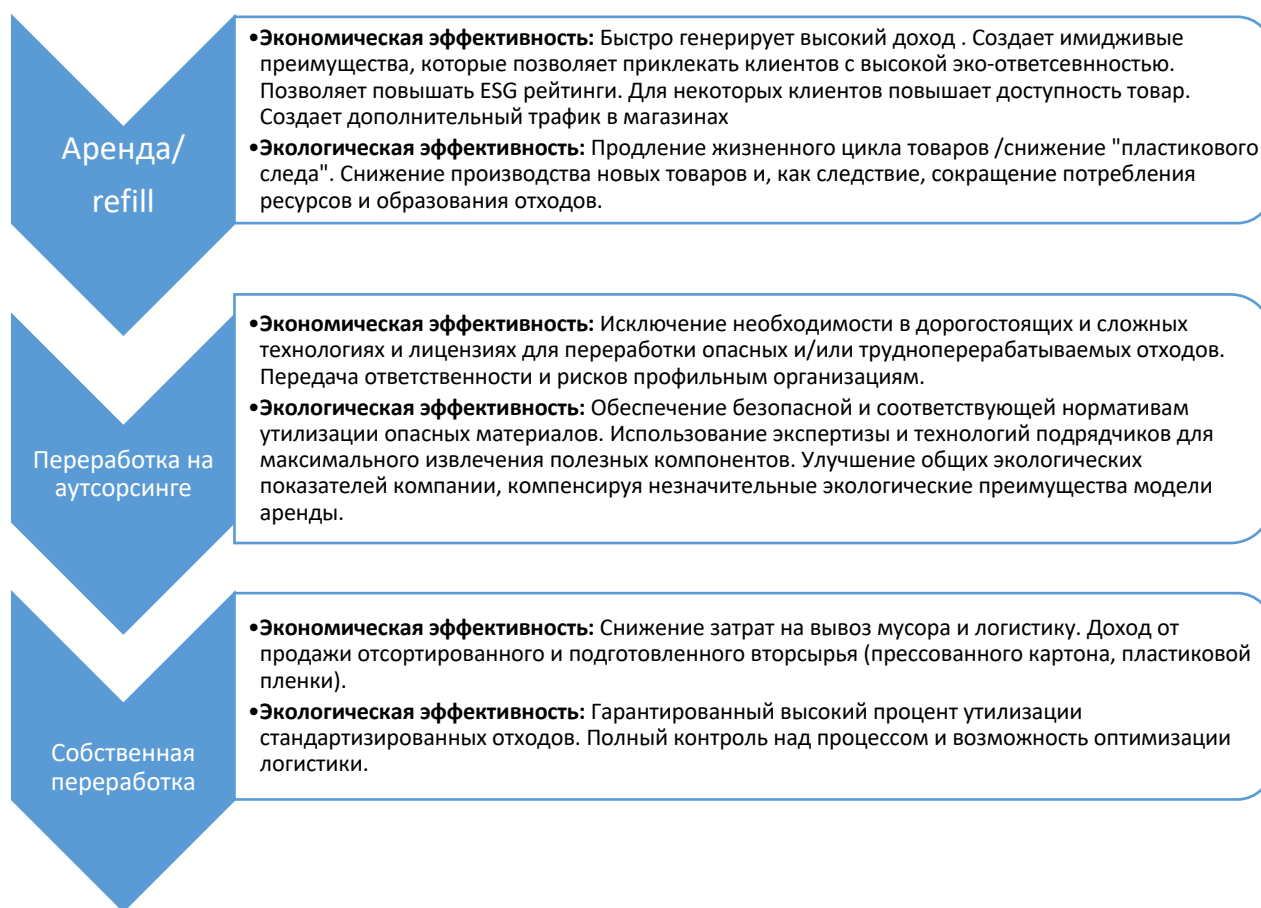 Аренда/
refill
•Экономическая эффективность: Быстро генерирует высокий доход . Создает имидживые
преимущества, которые позволяет приклекать клиентов с высокой эко-ответсевнностью.
Позволяет повышать ESG рейтинги. Для некоторых клиентов повышает доступность товар.
Создает дополнительный трафик в магазинах
•Экологическая эффективность: Продление жизненного цикла товаров /снижение "пластикового
следа". Снижение производства новых товаров и, как следствие, сокращение потребления
ресурсов и образования отходов.
Переработка на
аутсорсинге
•Экономическая эффективность: Исключение необходимости в дорогостоящих и сложных
технологиях и лицензиях для переработки опасных и/или трудноперерабатываемых отходов.
Передача ответственности и рисков профильным организациям.
•Экологическая эффективность: Обеспечение безопасной и соответствующей нормативам
утилизации опасных материалов. Использование экспертизы и технологий подрядчиков для
максимального извлечения полезных компонентов. Улучшение общих экологических
показателей компании, компенсируя незначительные экологические преимущества модели
аренды.
Собственная
переработка
•Экономическая эффективность: Снижение затрат на вывоз мусора и логистику. Доход от
продажи отсортированного и подготовленного вторсырья (прессованного картона, пластиковой
пленки).
•Экологическая эффективность: Гарантированный высокий процент утилизации
стандартизированных отходов. Полный контроль над процессом и возможность оптимизации
логистики.